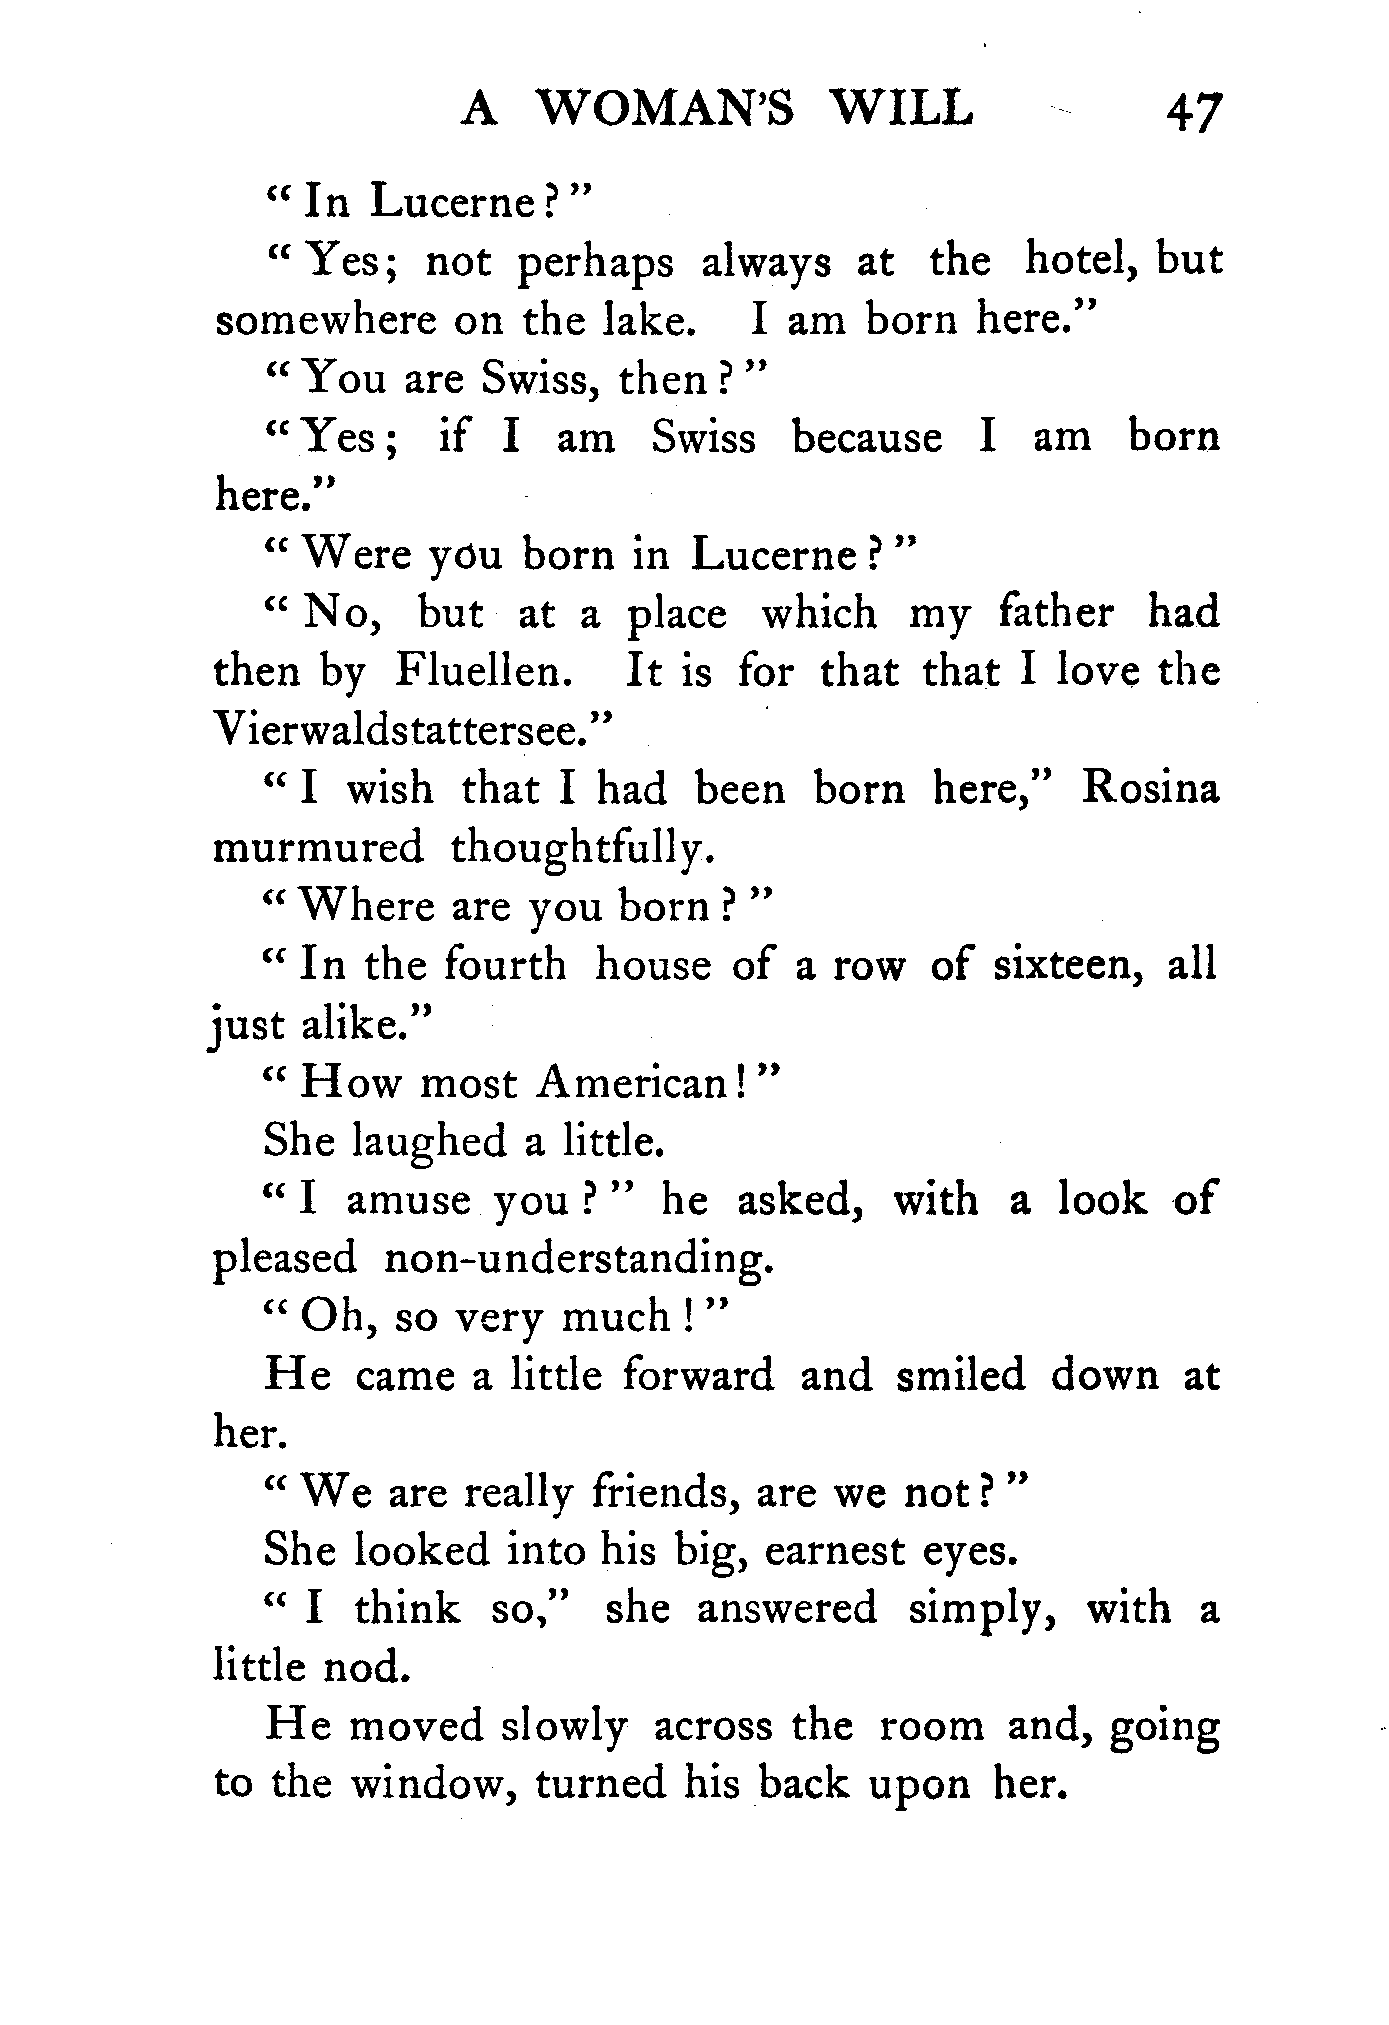 A WOMAN'S WILL 47
“ In Lucerne ? ”
“ Yes ; not perhaps always at the hotel, but
somewhere on the lake. I am born here.”
“ You are Swiss, then ? ”
“ Yes ; if I am Swiss because I am born
here.”
“ Were you born in Lucerne ? ”
“ No, but at a place which my father had
then by Fluellen. It is for that that I love the
Vierwaldstattersee.”
“ I wish that I had been born here,” Rosina
murmured thoughtfully.
“ Where are you born ? ”
“ In the fourth house of a row of sixteen, all
just alike.”
“ How most American ! ”
She laughed a little.
“ I amuse you ? ” he asked, with a look of
pleased non-understanding.
“ Oh, so very much ! ”
He came a little forward and smiled down at
her.
“ We are really friends, are we not ? ”
She looked into his big, earnest eyes.
“ I think so,” she answered simply, with a
little nod.
He moved slowly across the room and, going
to the window, turned his back upon her.